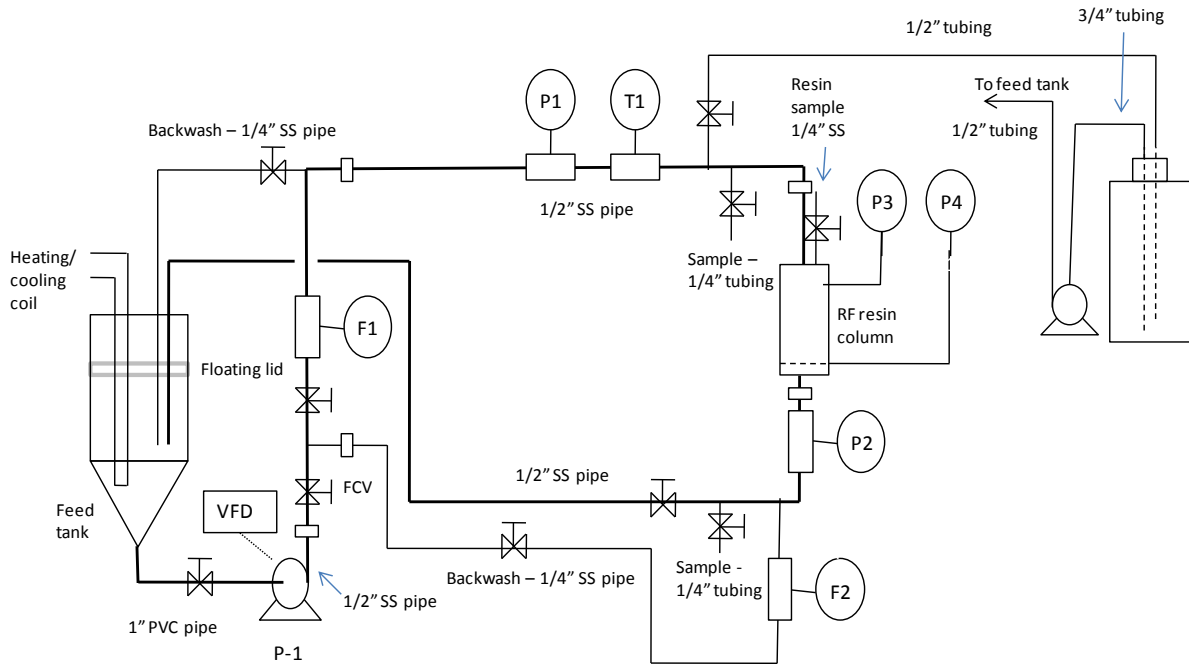 3/4” tubing
1/2” tubing
P1
T1
Resin
sample
1/4” SS
To feed tank
1/2” tubing
Backwash – 1/4” SS pipe
P3
P4
1/2” SS pipe
Sample –
1/4” tubing
Heating/
cooling
coil
F1
RF resin
column
Floating lid
P2
1/2” SS pipe
FCV
Feed
tank
VFD
Backwash – 1/4” SS pipe
Sample -
1/4” tubing
F2
1/2” SS pipe
1” PVC pipe
P-1